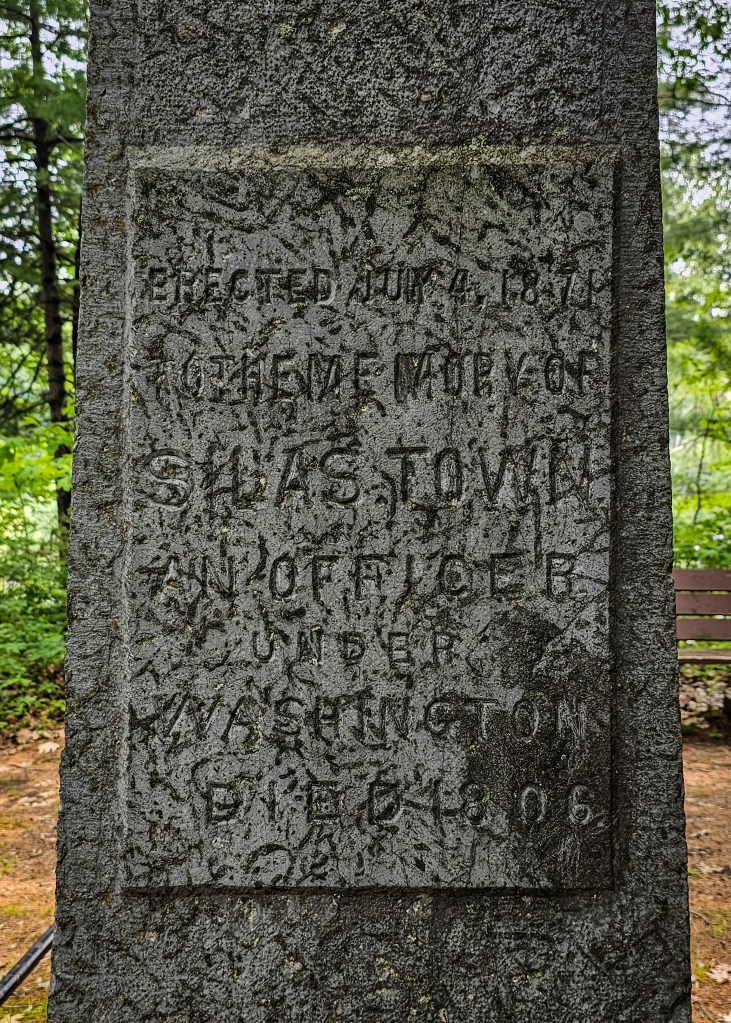 ERECTED JULY 4, 1871
TO THE MEMORY OF
SILAS TOWN
AN OFFICER
UNDER
WASHINGTON
DIED 1806